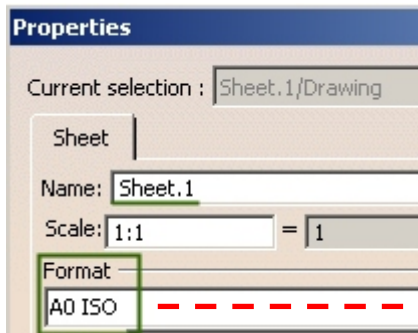 Properties
Current selection : Sheet.1/Drawing
Sheet
Name: Sheet.1
Scale: 1:1 = 1
Format
A0 ISO